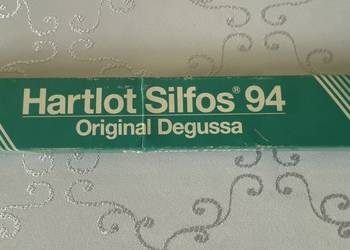 Hartlot Silfos® 94
Original Degussa